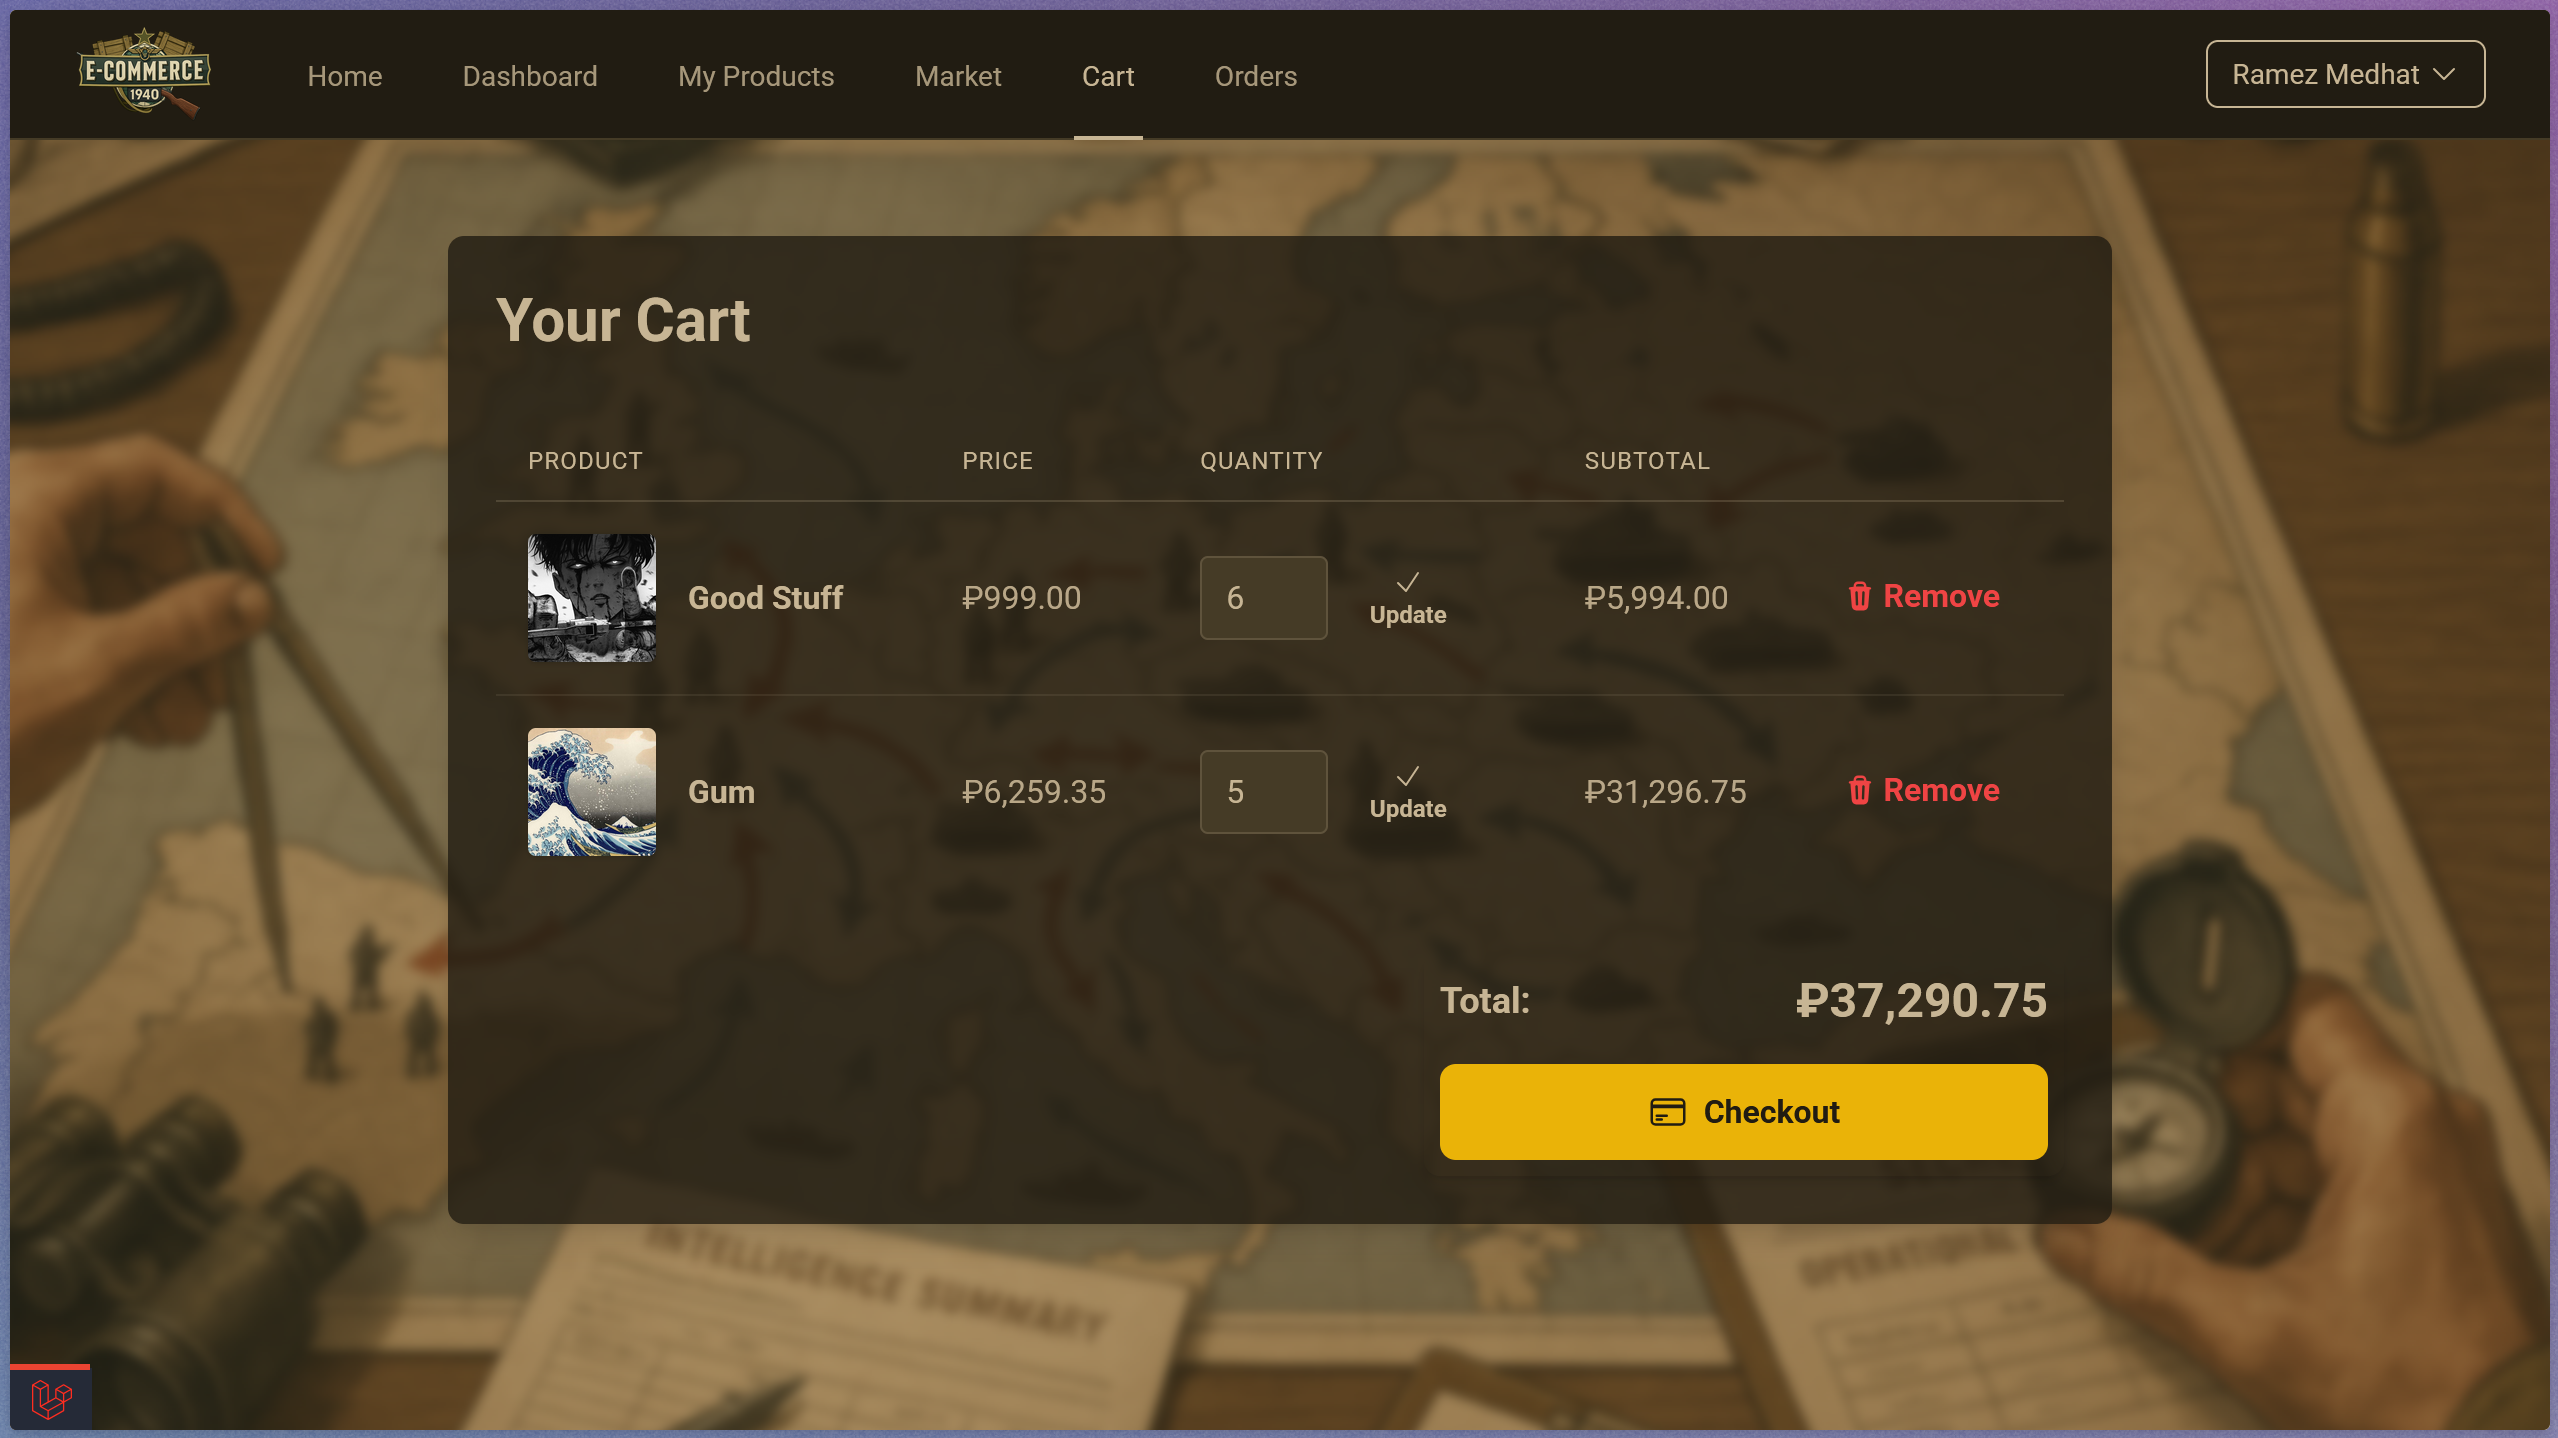 E-COMMERCE
1940
Home
Dashboard
My Products
Market
Cart
Orders
Ramez Medhat
Your Cart
PRODUCT
PRICE
QUANTITY
SUBTOTAL
Good Stuff
₽999.00
6
Update
₽5,994.00
Remove
Gum
₽6,259.35
5
Update
₽31,296.75
Remove
Total:
₽37,290.75
Checkout
INTELLIGENCE SUMMARY
OPERATIONAL